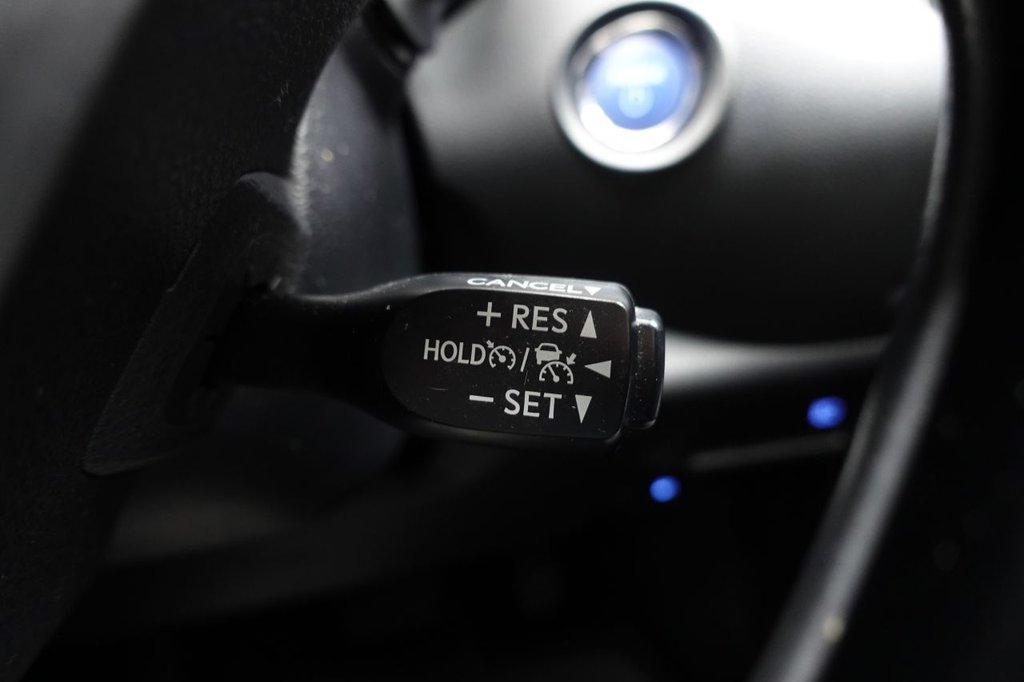 CANCEL▼
+ RES ▲
HOLD / ◀
− SET ▼